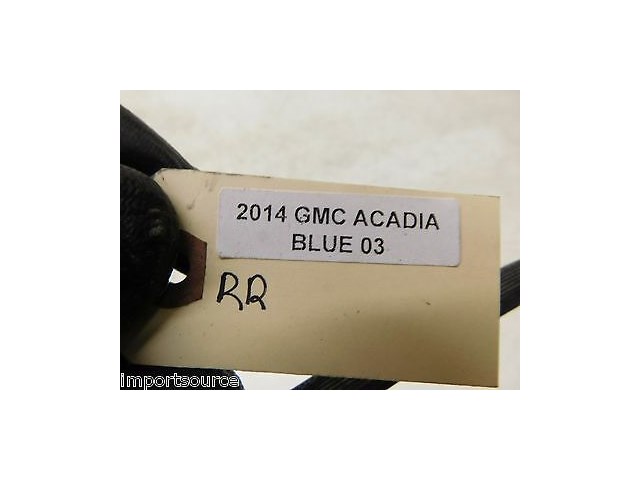 2014 GMC ACADIA
BLUE 03
RR
importsource